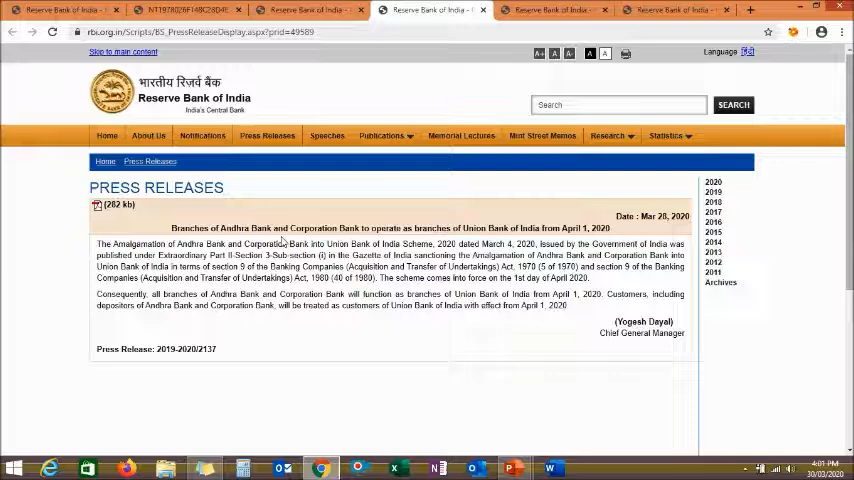 Reserve Bank of India -
NT1978026F148C28D4E
Reserve Bank of India -
Reserve Bank of India - I
Reserve Bank of India -
Reserve Bank of India -
rbi.org.in/Scripts/BS_PressReleaseDisplay.aspx?prid=49589
Skip to main content
A+ A A A A
Language हिंदी
भारतीय रिज़र्व बैंक
Reserve Bank of India
India's Central Bank
Search SEARCH
Home About Us Notifications Press Releases Speeches Publications Memorial Lectures Mint Street Memos Research Statistics
Home Press Releases
PRESS RELEASES
(282 kb)
Date : Mar 28, 2020
Branches of Andhra Bank and Corporation Bank to operate as branches of Union Bank of India from April 1, 2020
The Amalgamation of Andhra Bank and Corporation Bank into Union Bank of India Scheme, 2020 dated March 4, 2020, issued by the Government of India was
published under Extraordinary Part II-Section 3-Sub-section (i) in the Gazette of India sanctioning the Amalgamation of Andhra Bank and Corporation Bank into
Union Bank of India in terms of section 9 of the Banking Companies (Acquisition and Transfer of Undertakings) Act, 1970 (5 of 1970) and section 9 of the Banking
Companies (Acquisition and Transfer of Undertakings) Act, 1980 (40 of 1980). The scheme comes into force on the 1st day of April 2020.
Consequently, all branches of Andhra Bank and Corporation Bank will function as branches of Union Bank of India from April 1, 2020. Customers, including
depositors of Andhra Bank and Corporation Bank, will be treated as customers of Union Bank of India with effect from April 1, 2020
(Yogesh Dayal)
Chief General Manager
Press Release: 2019-2020/2137
2020
2019
2018
2017
2016
2015
2014
2013
2012
2011
Archives
4:01 PM
30/03/2020